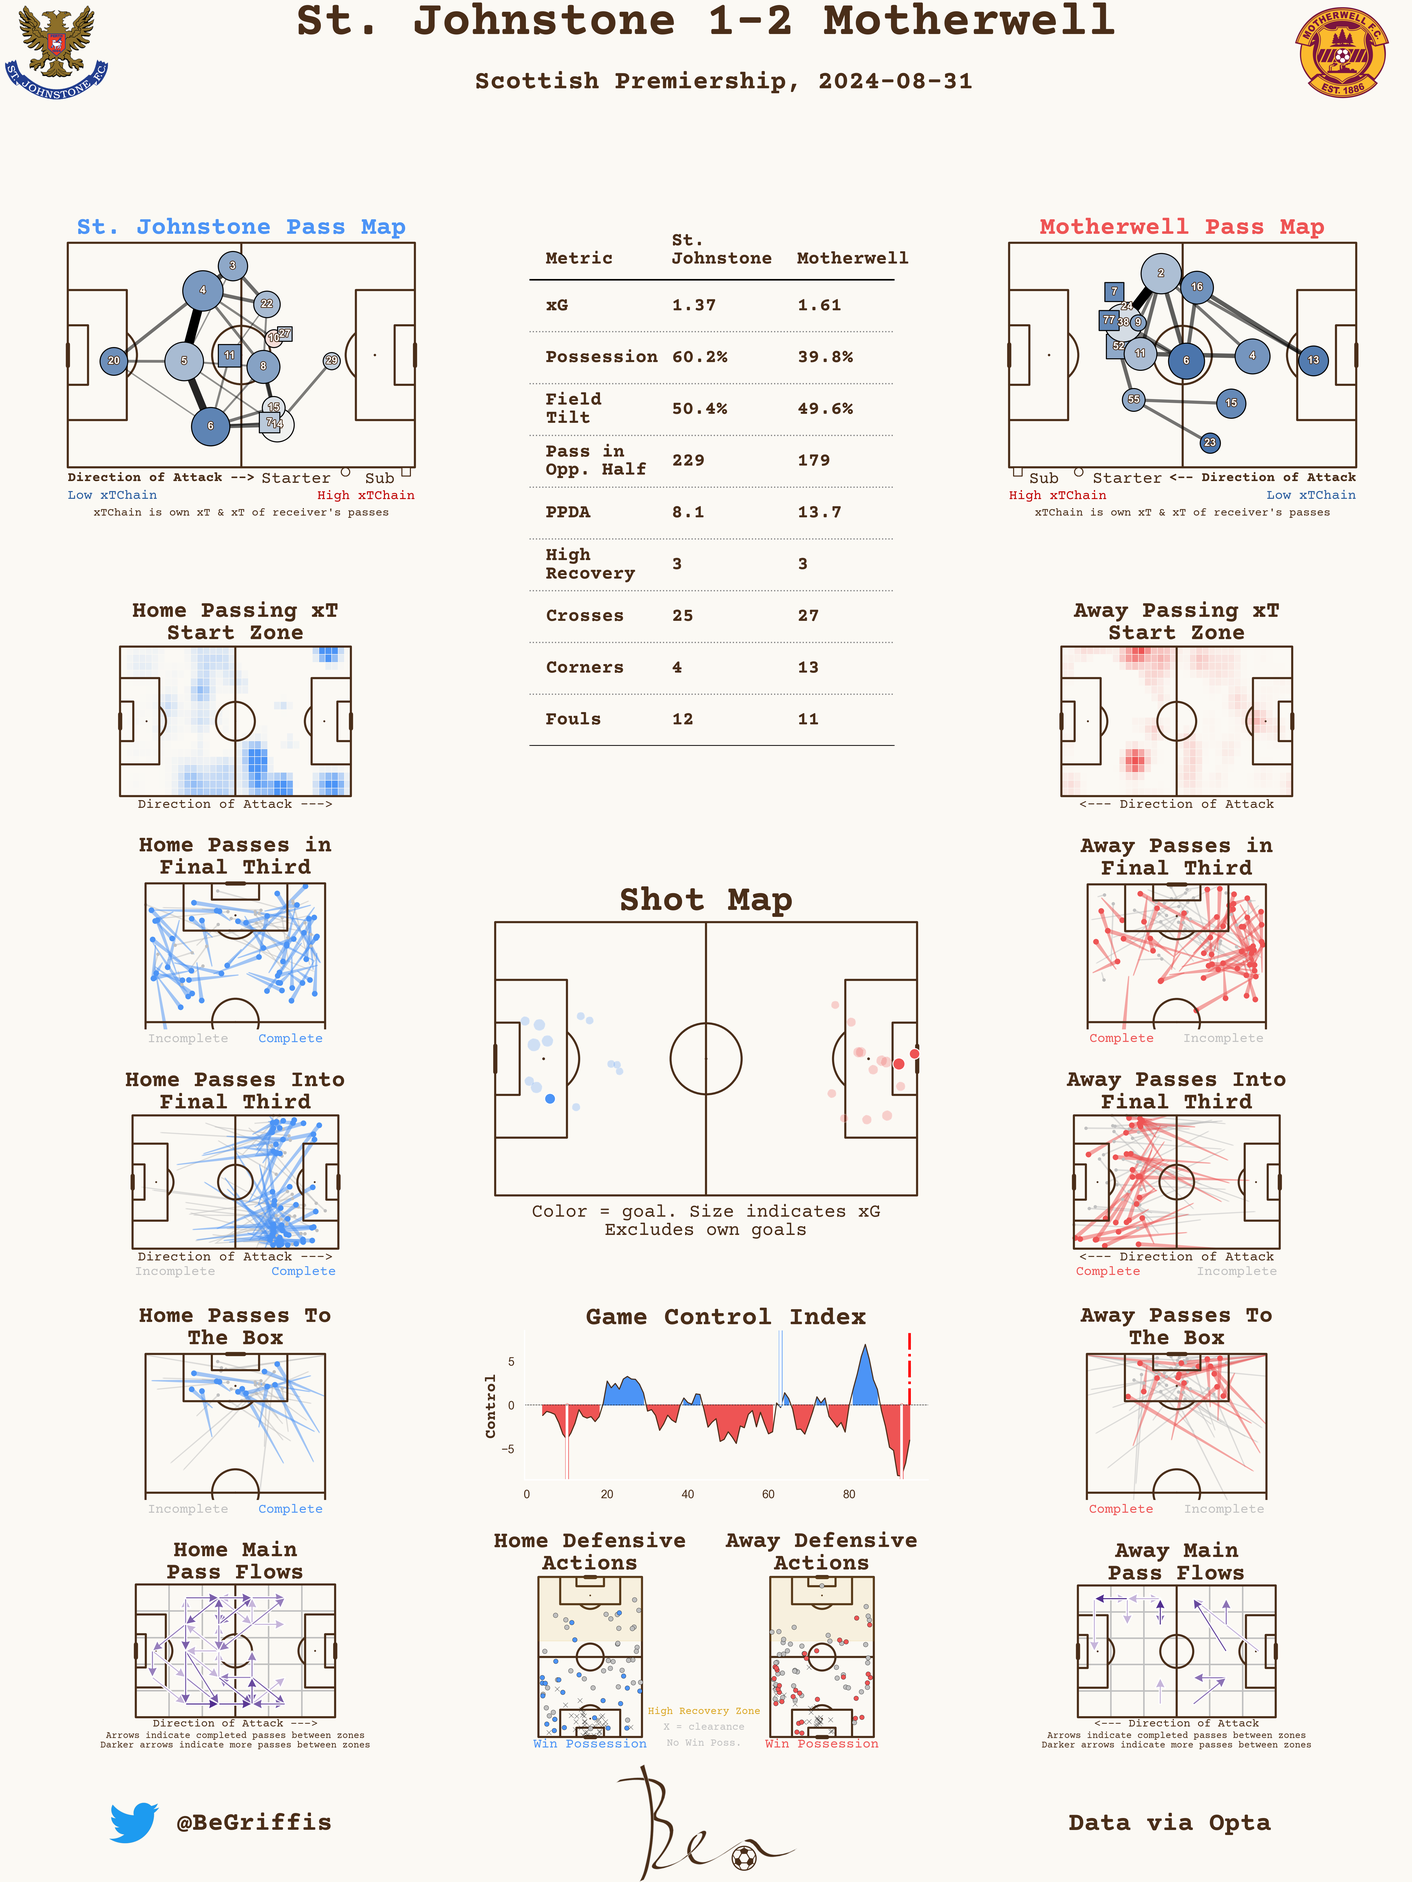 St. Johnstone 1-2 Motherwell
Scottish Premiership, 2024-08-31
ST. JOHNSTONE F.C.
MOTHERWELL F.C.
EST. 1886
St. Johnstone Pass Map
3
4
22
10
27
20
5
11
8
29
15
7
14
6
Direction of Attack --> Starter Sub
Low xTChain High xTChain
xTChain is own xT & xT of receiver's passes
Metric St. Johnstone Motherwell
xG 1.37 1.61
Possession 60.2% 39.8%
Field Tilt 50.4% 49.6%
Pass in Opp. Half 229 179
PPDA 8.1 13.7
High Recovery 3 3
Crosses 25 27
Corners 4 13
Fouls 12 11
Motherwell Pass Map
2
7
16
24
77
38
9
52
11
6
4
13
55
15
23
Sub Starter <-- Direction of Attack
High xTChain Low xTChain
xTChain is own xT & xT of receiver's passes
Home Passing xT
Start Zone
Direction of Attack --->
Away Passing xT
Start Zone
<--- Direction of Attack
Home Passes in
Final Third
Incomplete Complete
Away Passes in
Final Third
Complete Incomplete
Shot Map
Color = goal. Size indicates xG
Excludes own goals
Home Passes Into
Final Third
Direction of Attack --->
Incomplete Complete
Away Passes Into
Final Third
<--- Direction of Attack
Complete Incomplete
Home Passes To
The Box
Incomplete Complete
Game Control Index
Control
5
0
−5
0 20 40 60 80
Away Passes To
The Box
Complete Incomplete
Home Main
Pass Flows
Direction of Attack --->
Arrows indicate completed passes between zones
Darker arrows indicate more passes between zones
Home Defensive
Actions
Win Possession
Away Defensive
Actions
Win Possession
High Recovery Zone
X = clearance
No Win Poss.
Away Main
Pass Flows
<--- Direction of Attack
Arrows indicate completed passes between zones
Darker arrows indicate more passes between zones
@BeGriffis
Ben
Data via Opta